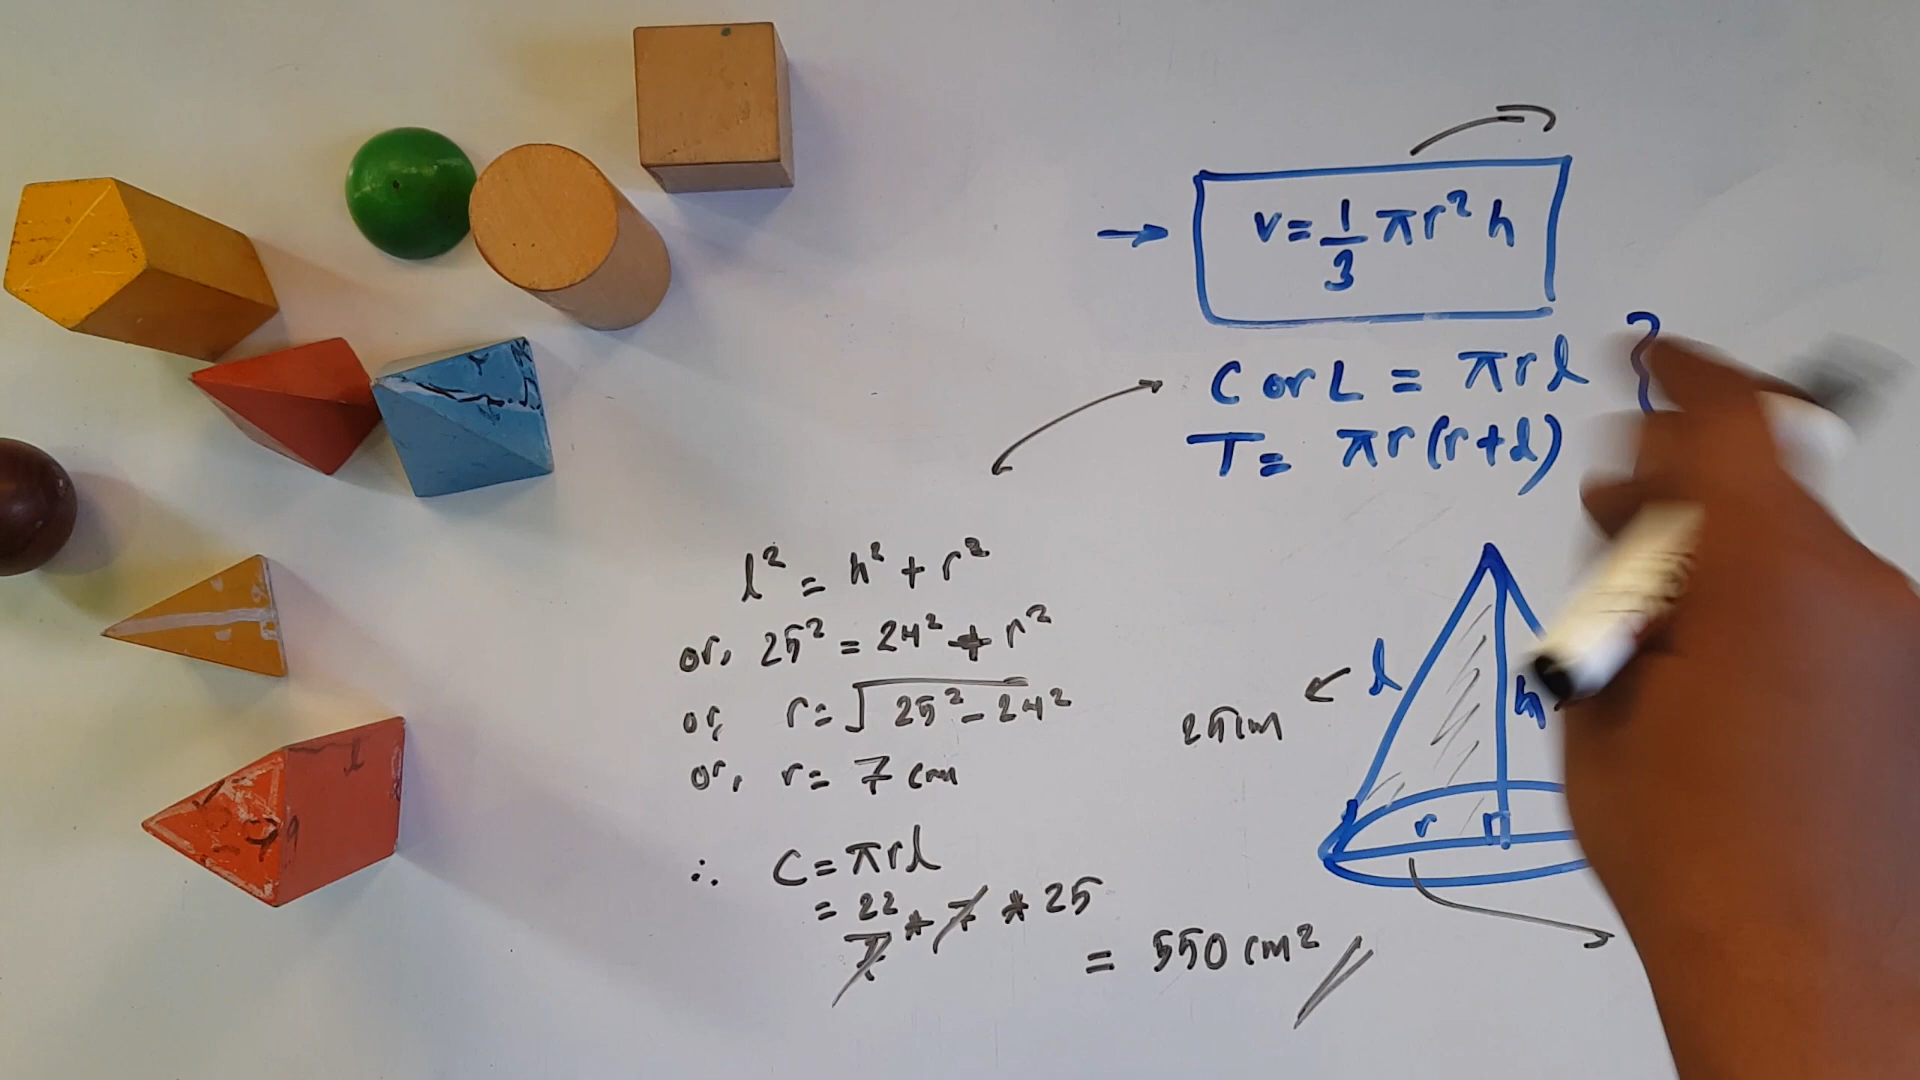 V = 1/3 πr² h
C or L = πrl
T = πr(r+l)
l² = h² + r²
or, 25² = 24² + r²
or, r = √25² - 24²
or, r = 7 cm
∴ C = πrl
= 22/7 * 7 * 25
= 550 cm²
25cm
l
h
r